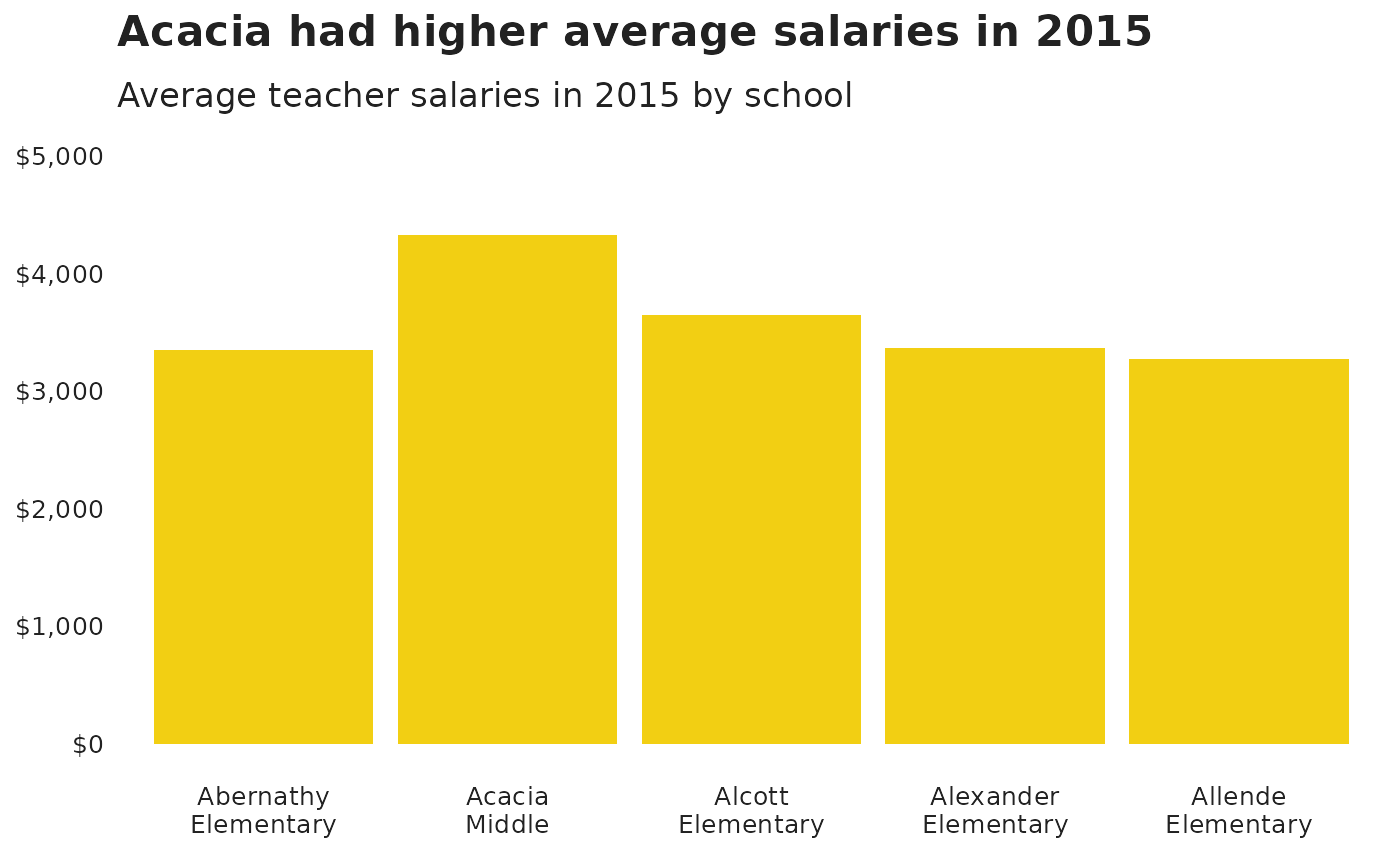 Acacia had higher average salaries in 2015
Average teacher salaries in 2015 by school
$5,000
$4,000
$3,000
$2,000
$1,000
$0
Abernathy
Elementary
Acacia
Middle
Alcott
Elementary
Alexander
Elementary
Allende
Elementary